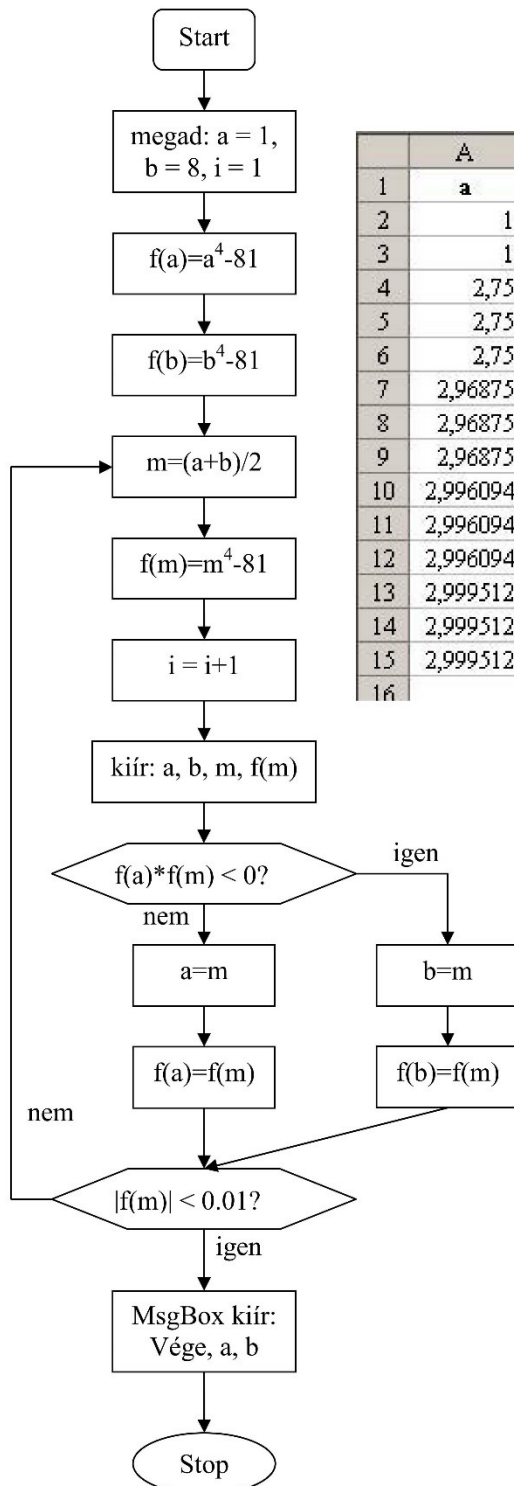 Start
megad: a = 1,
b = 8, i = 1
f(a)=a⁴-81
f(b)=b⁴-81
m=(a+b)/2
f(m)=m⁴-81
i = i+1
kiír: a, b, m, f(m)
f(a)*f(m) < 0?
igen
nem
a=m
b=m
f(a)=f(m)
f(b)=f(m)
nem
|f(m)| < 0.01?
igen
MsgBox kiír:
Vége, a, b
Stop
A
1 a
2 1
3 1
4 2,75
5 2,75
6 2,75
7 2,96875
8 2,96875
9 2,96875
10 2,996094
11 2,996094
12 2,996094
13 2,999512
14 2,999512
15 2,999512
16